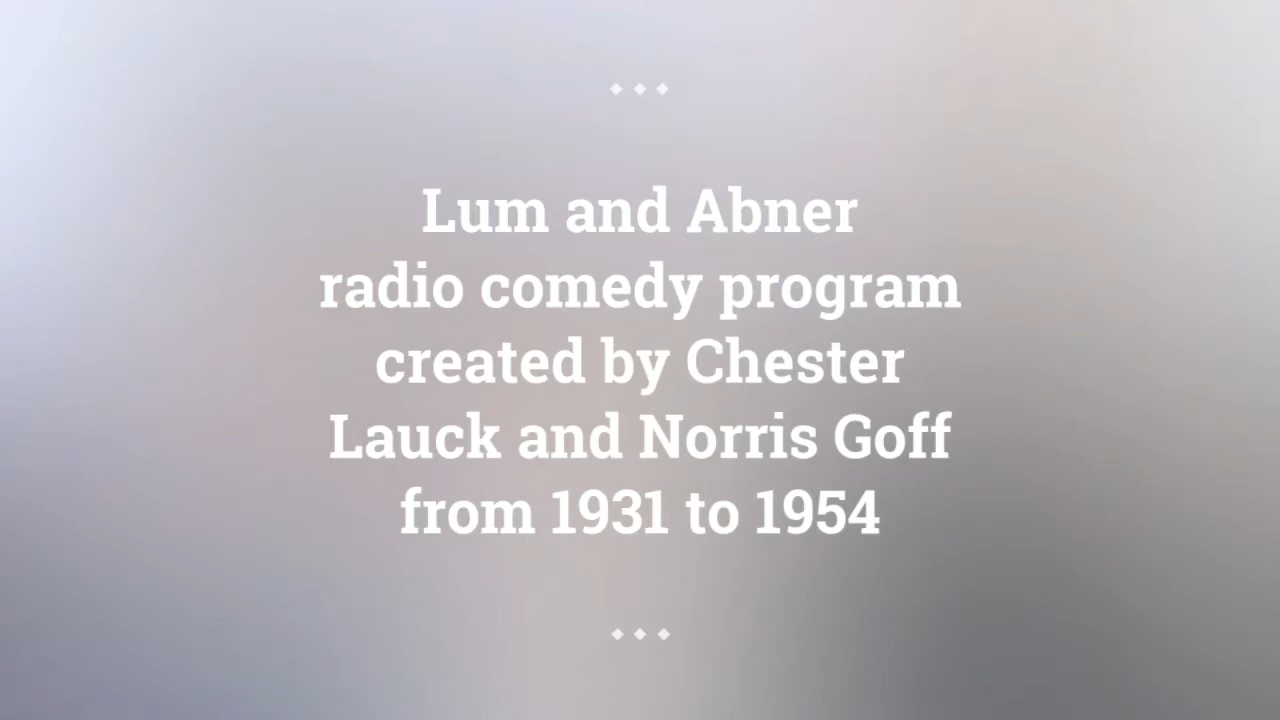 Lum and Abner
radio comedy program
created by Chester
Lauck and Norris Goff
from 1931 to 1954